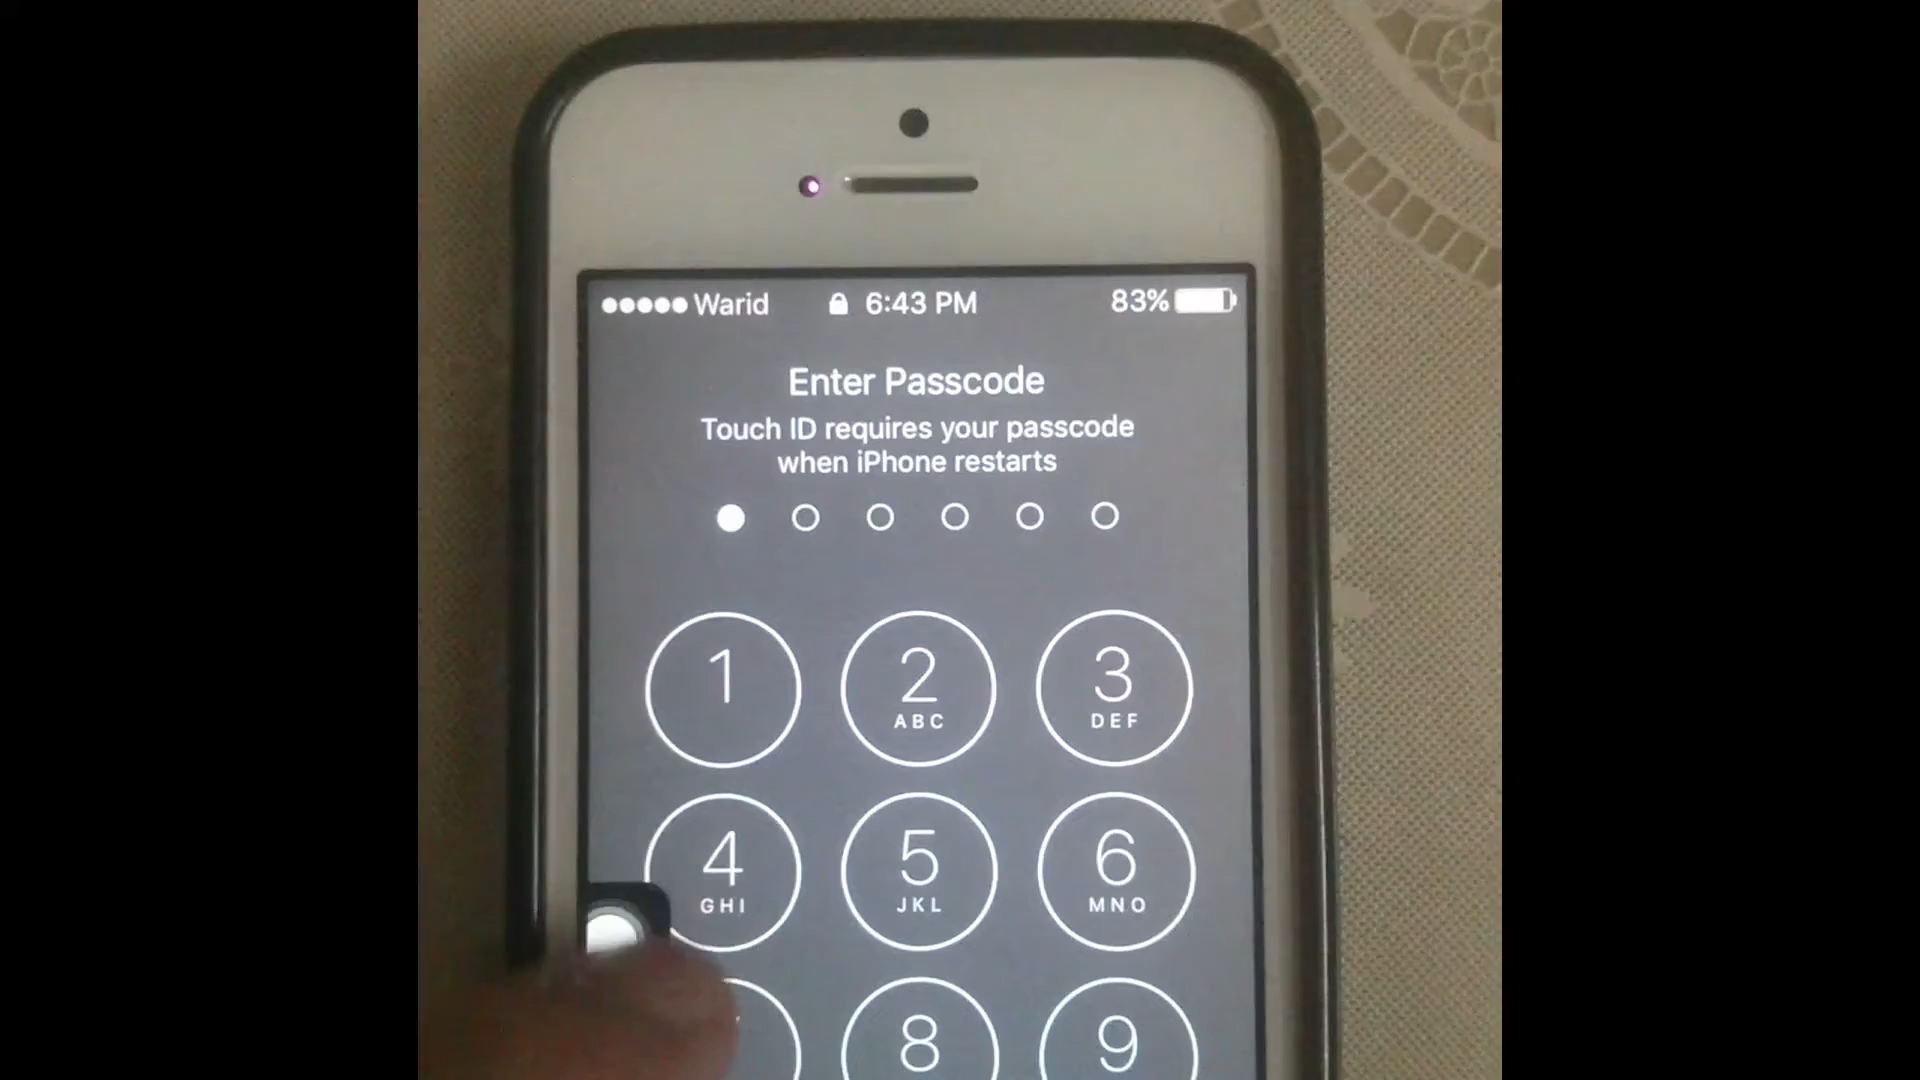 Warid 6:43 PM 83%
Enter Passcode
Touch ID requires your passcode
when iPhone restarts
1 2 3
ABC DEF
4 5 6
GHI JKL MNO
8 9